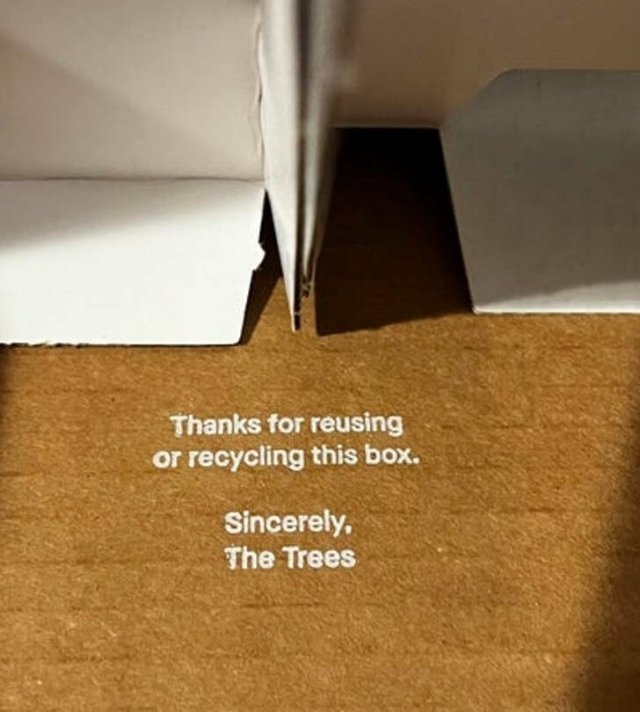 Thanks for reusing
or recycling this box.
Sincerely,
The Trees